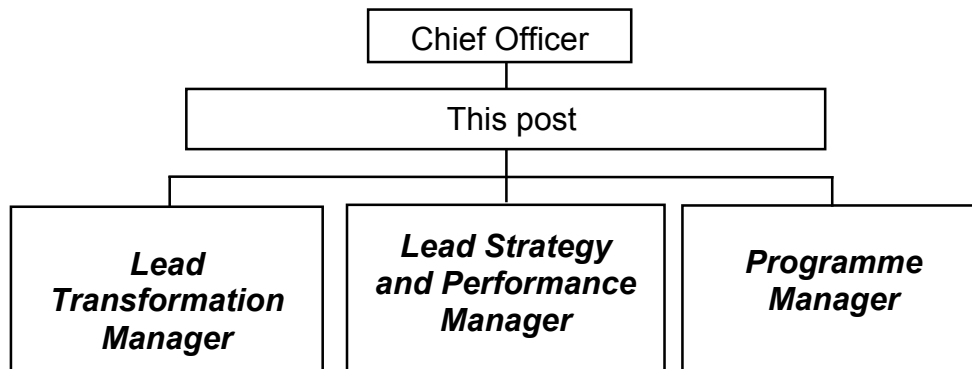 Chief Officer
This post
Lead
Transformation
Manager
Lead Strategy
and Performance
Manager
Programme
Manager